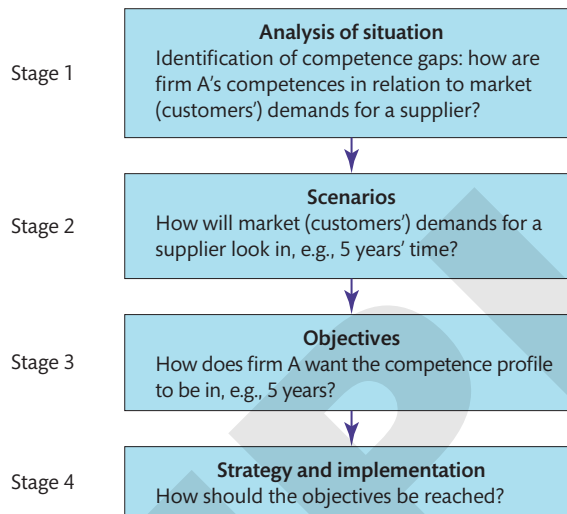 Stage 1
Analysis of situation
Identification of competence gaps: how are
firm A's competences in relation to market
(customers') demands for a supplier?
Stage 2
Scenarios
How will market (customers') demands for a
supplier look in, e.g., 5 years' time?
Stage 3
Objectives
How does firm A want the competence profile
to be in, e.g., 5 years?
Stage 4
Strategy and implementation
How should the objectives be reached?